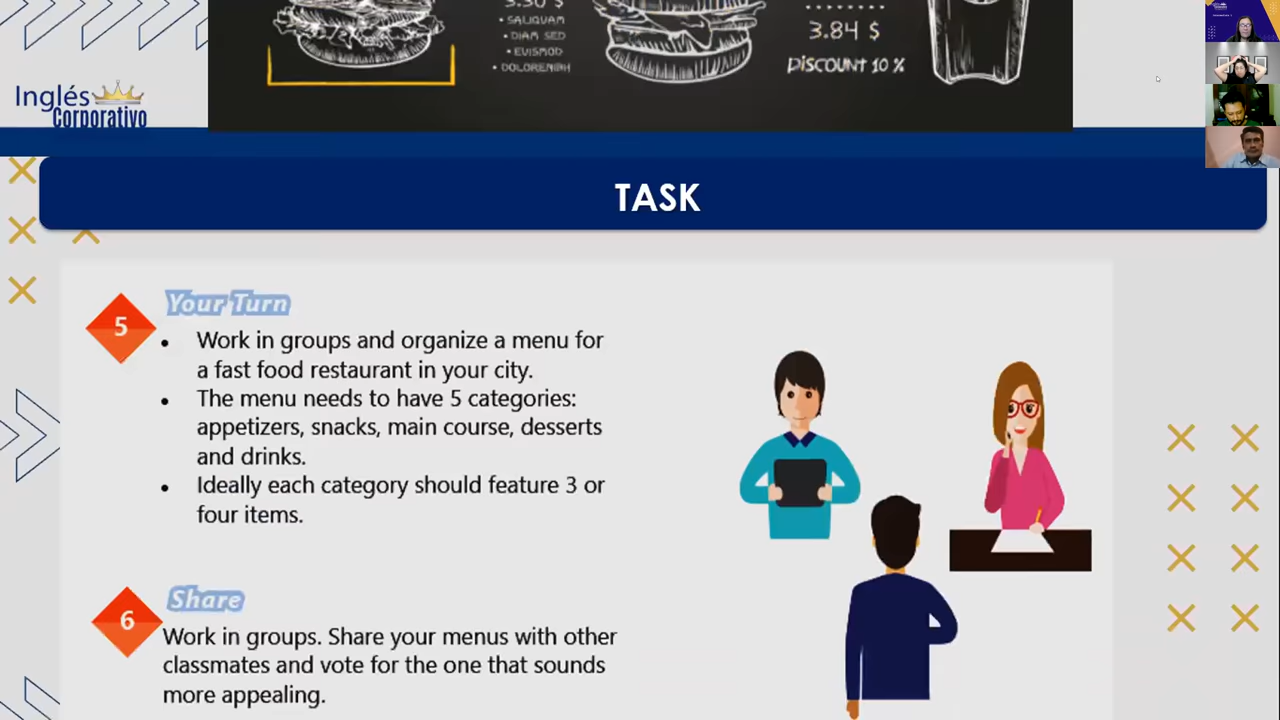 3.50 $
• SALIQUAM
• DIAM SED
• EUISMOD
• DOLOREMNH
3.84 $
DISCOUNT 10 %
Inglés
Corporativo
TASK
5
Your Turn
• Work in groups and organize a menu for
a fast food restaurant in your city.
• The menu needs to have 5 categories:
appetizers, snacks, main course, desserts
and drinks.
• Ideally each category should feature 3 or
four items.
6
Share
Work in groups. Share your menus with other
classmates and vote for the one that sounds
more appealing.